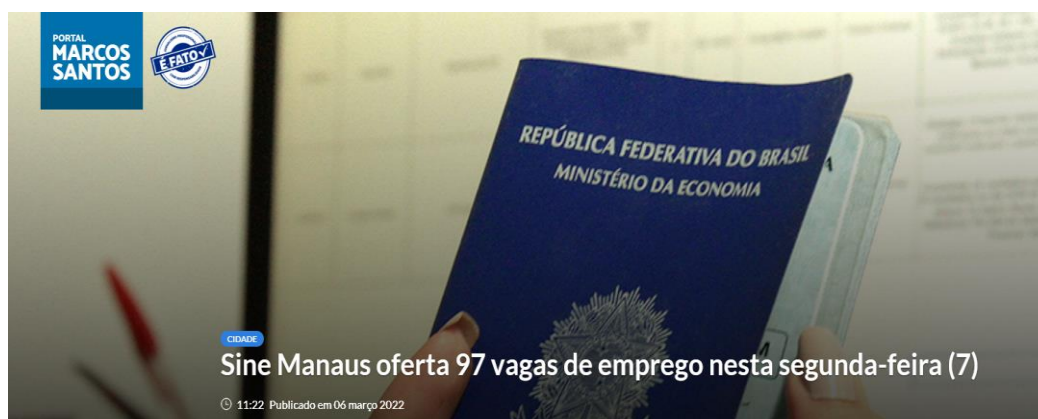 PORTAL
MARCOS
SANTOS
É FATO
REPÚBLICA FEDERATIVA DO BRASIL
MINISTÉRIO DA ECONOMIA
CIDADE
Sine Manaus oferta 97 vagas de emprego nesta segunda-feira (7)
11:22 Publicado em 06 março 2022